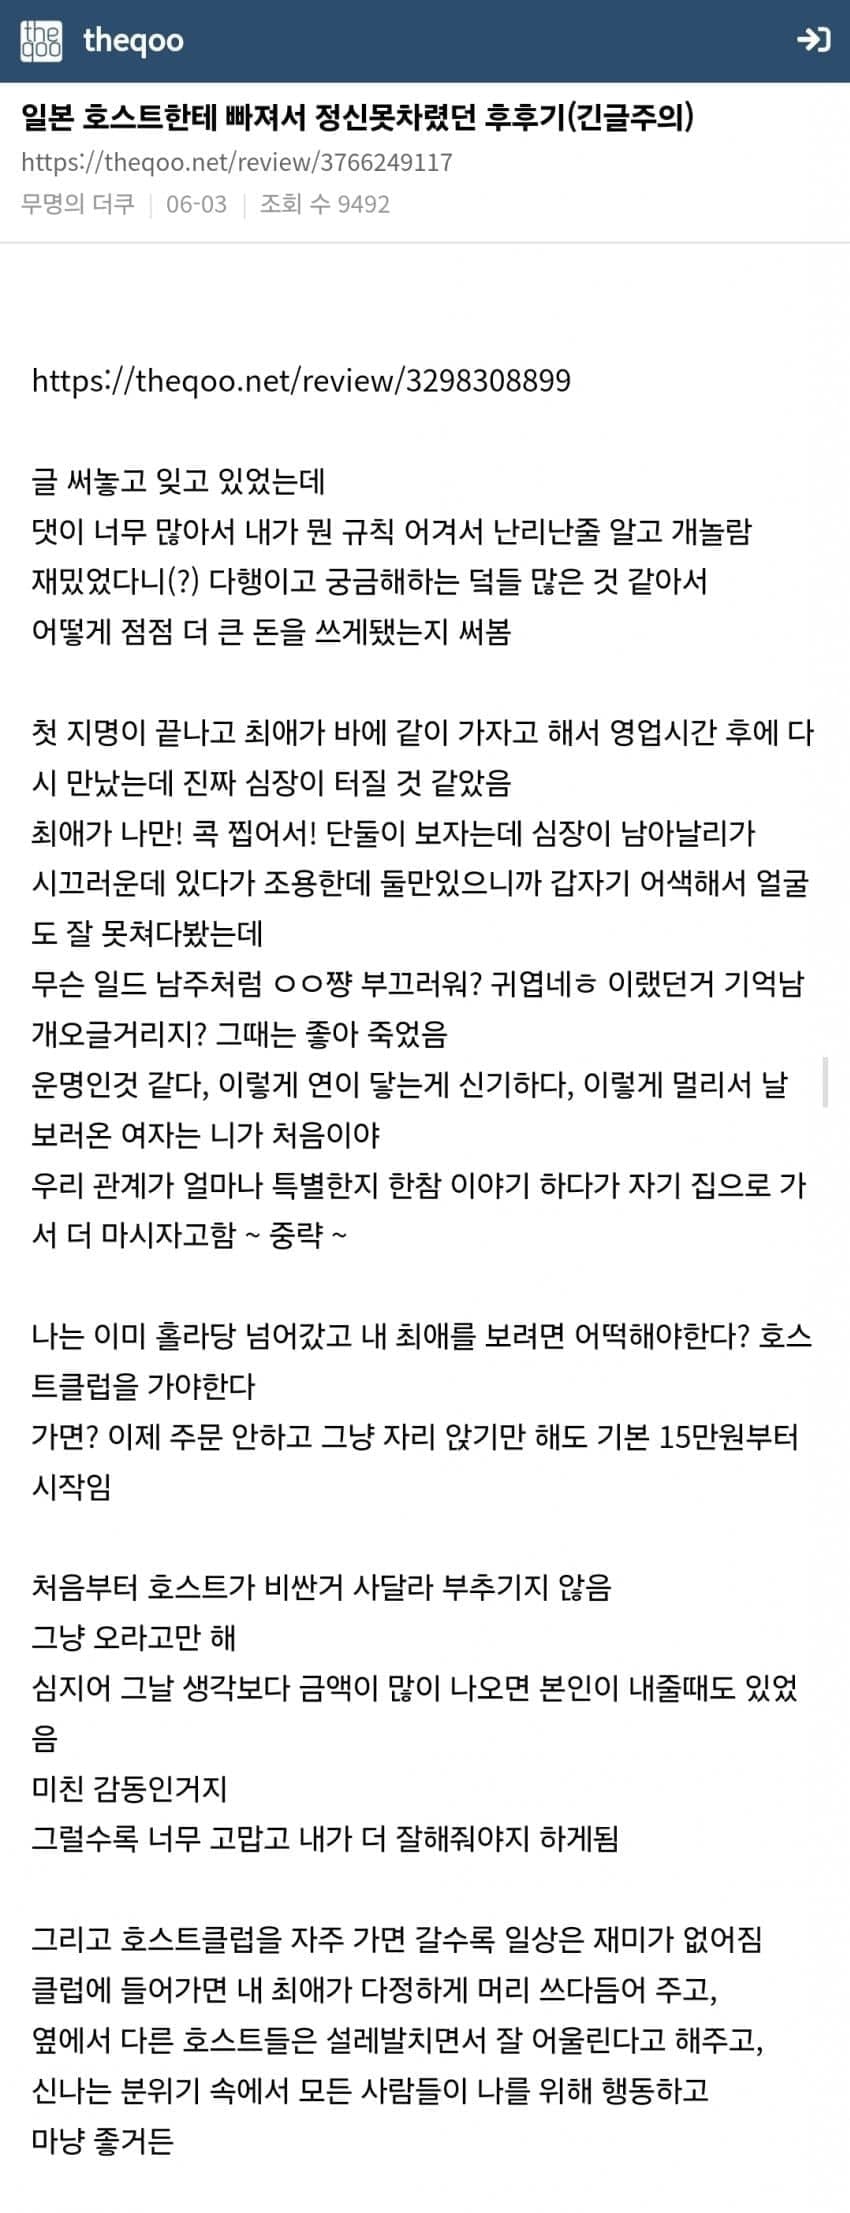 the
qoo
theqoo
일본 호스트한테 빠져서 정신못차렸던 후후기(긴글주의)
https://theqoo.net/review/3766249117
무명의 더쿠 | 06-03 | 조회 수 9492
https://theqoo.net/review/3298308899
글 써놓고 잊고 있었는데
댓이 너무 많아서 내가 뭔 규칙 어겨서 난리난줄 알고 개놀람
재밌었다니(?) 다행이고 궁금해하는 덬들 많은 것 같아서
어떻게 점점 더 큰 돈을 쓰게됐는지 써봄
첫 지명이 끝나고 최애가 바에 같이 가자고 해서 영업시간 후에 다
시 만났는데 진짜 심장이 터질 것 같았음
최애가 나만! 콕 찝어서! 단둘이 보자는데 심장이 남아날리가
시끄러운데 있다가 조용한데 둘만있으니까 갑자기 어색해서 얼굴
도 잘 못쳐다봤는데
무슨 일드 남주처럼 ㅇㅇ쨩 부끄러워? 귀엽네ㅎ 이랬던거 기억남
개오글거리지? 그때는 좋아 죽었음
운명인것 같다, 이렇게 연이 닿는게 신기하다, 이렇게 멀리서 날
보러온 여자는 니가 처음이야
우리 관계가 얼마나 특별한지 한참 이야기 하다가 자기 집으로 가
서 더 마시자고함 ~ 중략 ~
나는 이미 홀라당 넘어갔고 내 최애를 보려면 어떡해야한다? 호스
트클럽을 가야한다
가면? 이제 주문 안하고 그냥 자리 앉기만 해도 기본 15만원부터
시작임
처음부터 호스트가 비싼거 사달라 부추기지 않음
그냥 오라고만 해
심지어 그날 생각보다 금액이 많이 나오면 본인이 내줄때도 있었
음
미친 감동인거지
그럴수록 너무 고맙고 내가 더 잘해줘야지 하게됨
그리고 호스트클럽을 자주 가면 갈수록 일상은 재미가 없어짐
클럽에 들어가면 내 최애가 다정하게 머리 쓰다듬어 주고,
옆에서 다른 호스트들은 설레발치면서 잘 어울린다고 해주고,
신나는 분위기 속에서 모든 사람들이 나를 위해 행동하고
마냥 좋거든